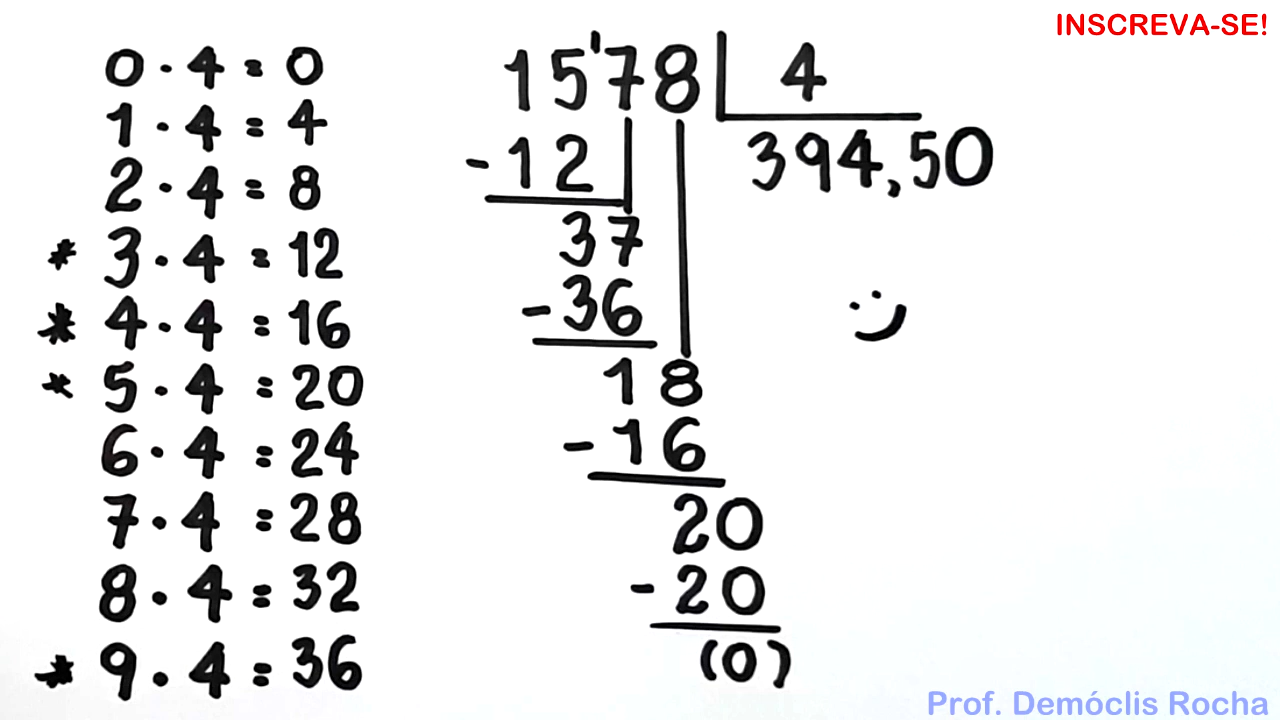 INSCREVA-SE!
0 · 4 = 0
1 · 4 = 4
2 · 4 = 8
* 3 · 4 = 12
* 4 · 4 = 16
* 5 · 4 = 20
6 · 4 = 24
7 · 4 = 28
8 · 4 = 32
* 9 · 4 = 36
15'78 4
-12 394,50
37
-36
18
-16
20
-20
(0)
Prof. Demóclis Rocha